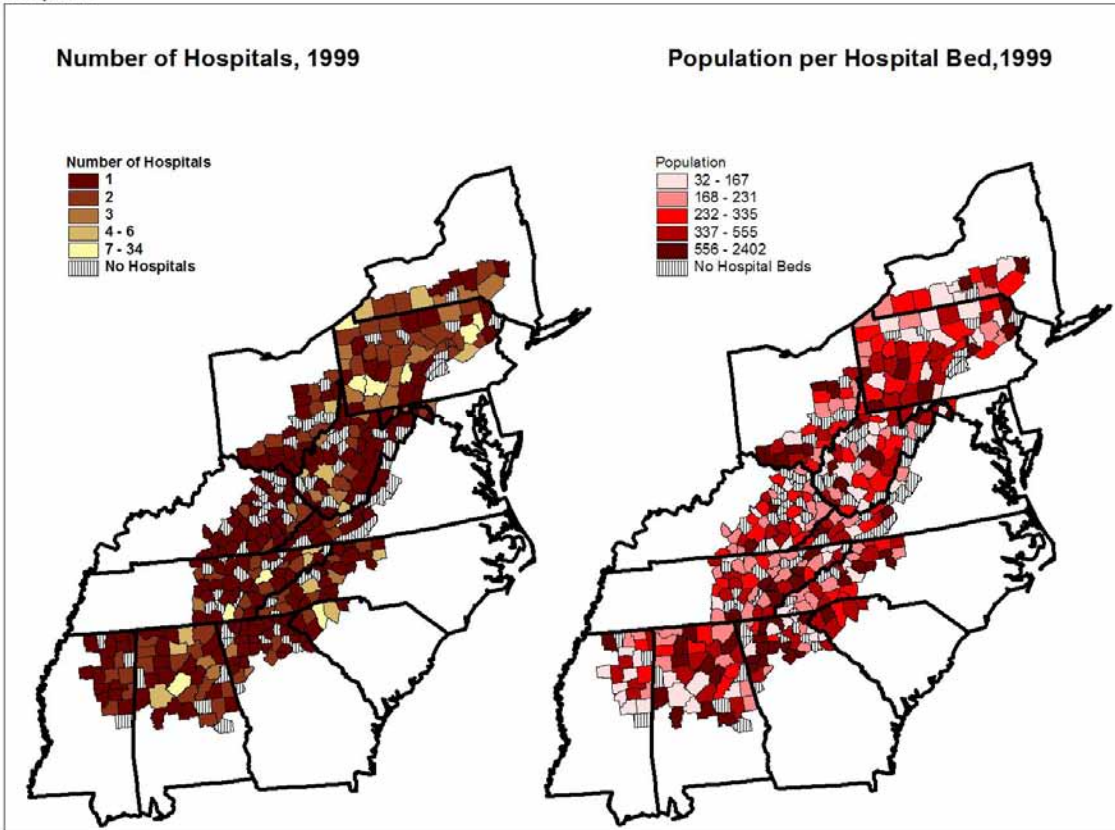 Number of Hospitals, 1999
Number of Hospitals
1
2
3
4 - 6
7 - 34
No Hospitals
Population per Hospital Bed,1999
Population
32 - 167
168 - 231
232 - 335
337 - 555
556 - 2402
No Hospital Beds